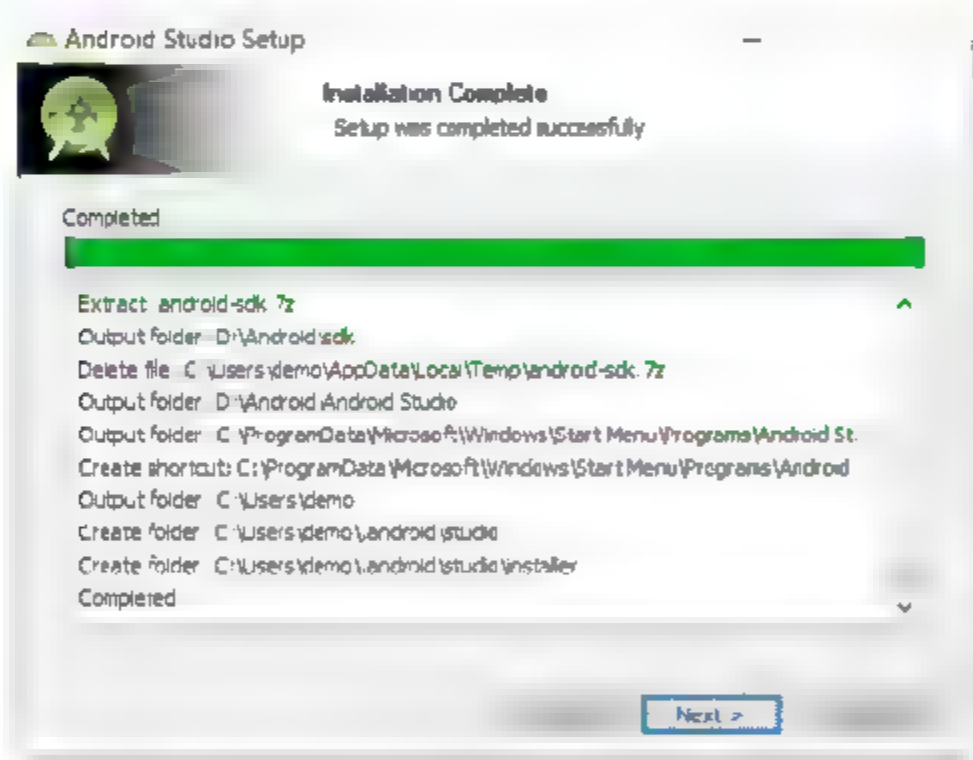 Android Studio Setup
Installation Complete
Setup was completed successfully
Completed
Extract: android-sdk.7z
Output folder: D:\Android\sdk
Delete file: C:\Users\demo\AppData\Local\Temp\android-sdk.7z
Output folder: D:\Android\Android Studio
Output folder: C:\ProgramData\Microsoft\Windows\Start Menu\Programs\Android St...
Create shortcut: C:\ProgramData\Microsoft\Windows\Start Menu\Programs\Android
Output folder: C:\Users\demo
Create folder: C:\Users\demo\.android\studio
Create folder: C:\Users\demo\.android\studio\installer
Completed
Next >